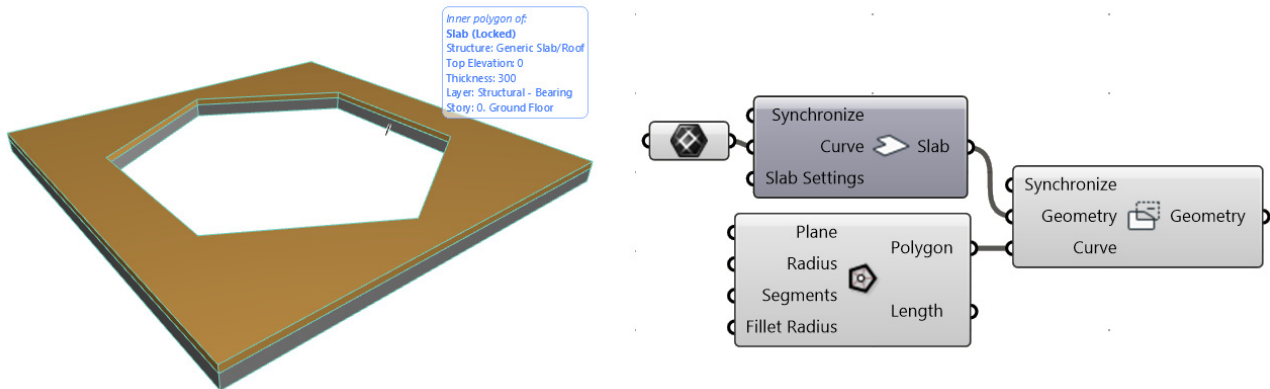 Inner polygon of:
Slab (Locked)
Structure: Generic Slab/Roof
Top Elevation: 0
Thickness: 300
Layer: Structural - Bearing
Story: 0. Ground Floor
Synchronize
Curve
Slab
Slab Settings
Plane
Radius
Segments
Fillet Radius
Polygon
Length
Synchronize
Geometry
Geometry
Curve